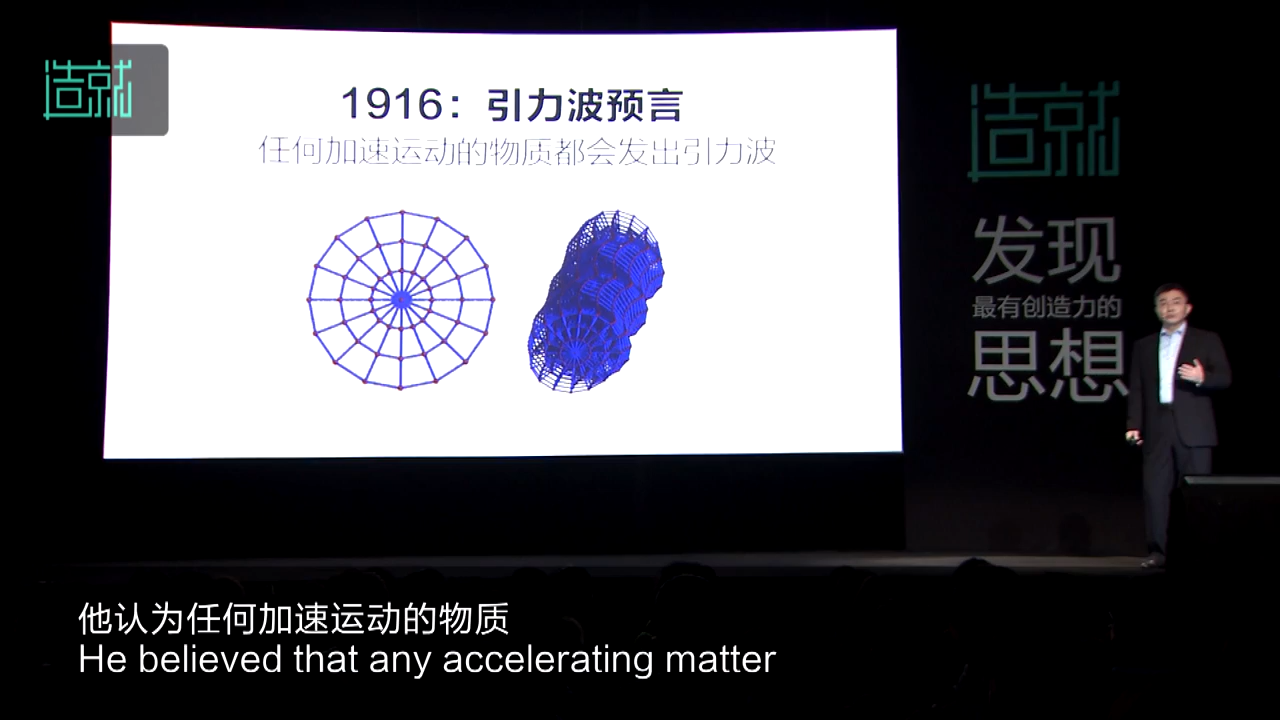 造就
1916：引力波预言
任何加速运动的物质都会发出引力波
造就
发现
最有创造力的
思想
他认为任何加速运动的物质
He believed that any accelerating matter